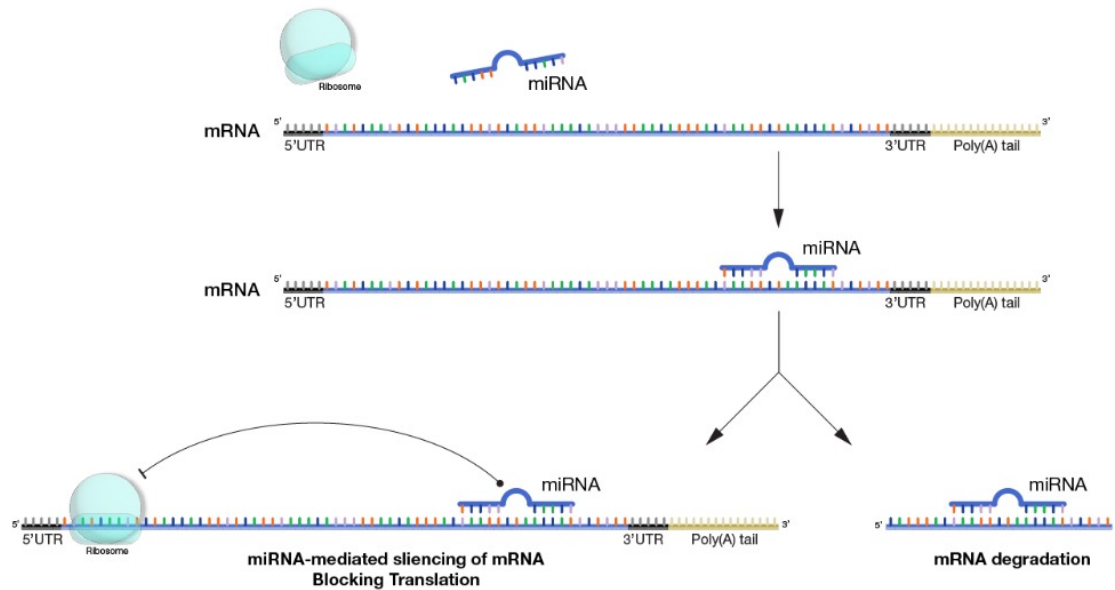 Ribosome
miRNA
mRNA 5' 3'
5'UTR 3'UTR Poly(A) tail
miRNA
mRNA 5' 3'
5'UTR 3'UTR Poly(A) tail
miRNA miRNA
5' 3' 5'
5'UTR Ribosome 3'UTR Poly(A) tail
miRNA-mediated sliencing of mRNA
Blocking Translation
mRNA degradation